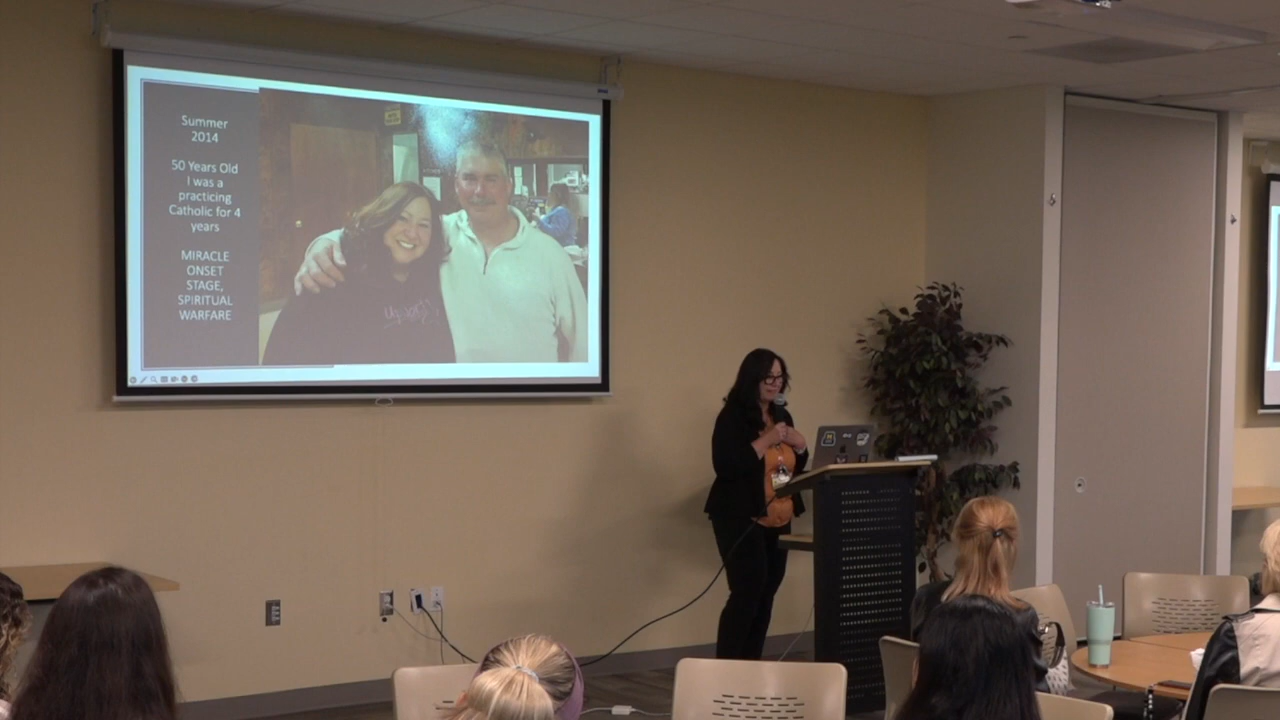 Summer
2014
50 Years Old
I was a
practicing
Catholic for 4
years
MIRACLE
ONSET
STAGE,
SPIRITUAL
WARFARE